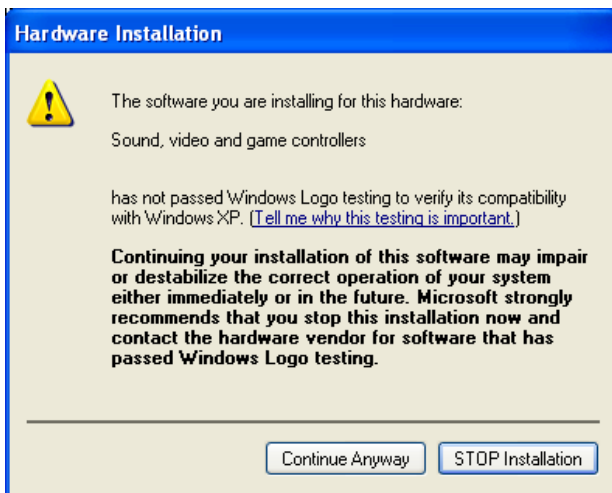 Hardware Installation
The software you are installing for this hardware:
Sound, video and game controllers
has not passed Windows Logo testing to verify its compatibility
with Windows XP. (Tell me why this testing is important.)
Continuing your installation of this software may impair
or destabilize the correct operation of your system
either immediately or in the future. Microsoft strongly
recommends that you stop this installation now and
contact the hardware vendor for software that has
passed Windows Logo testing.
Continue Anyway
STOP Installation